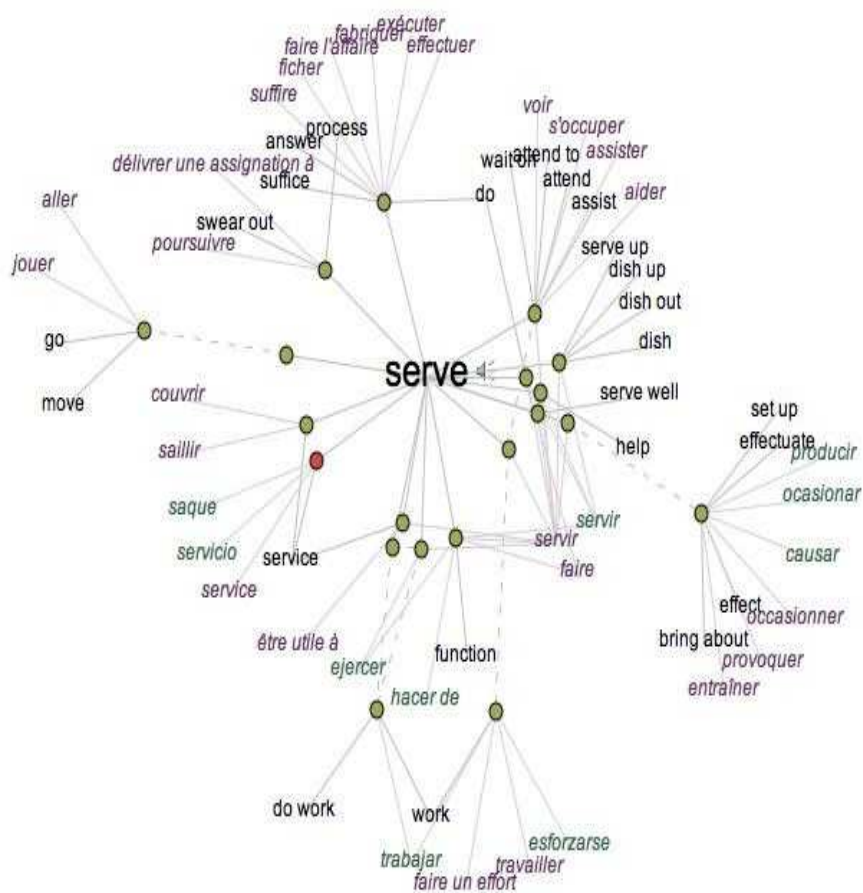 exécuter
fabriquer
faire l'affaire
effectuer
ficher
suffire
voir
process
s'occuper
answer
wait on
attend to
assister
délivrer une assignation à
suffice
attend
do
assist
aider
aller
swear out
poursuivre
serve up
jouer
dish up
dish out
go
dish
serve
couvrir
serve well
move
set up
help
effectuate
saillir
producir
saque
ocasionar
servir
servicio
service
servir
causar
faire
service
effect
occasionner
être utile à
bring about
function
ejercer
provoquer
hacer de
entraîner
do work
work
esforzarse
trabajar
travailler
faire un effort